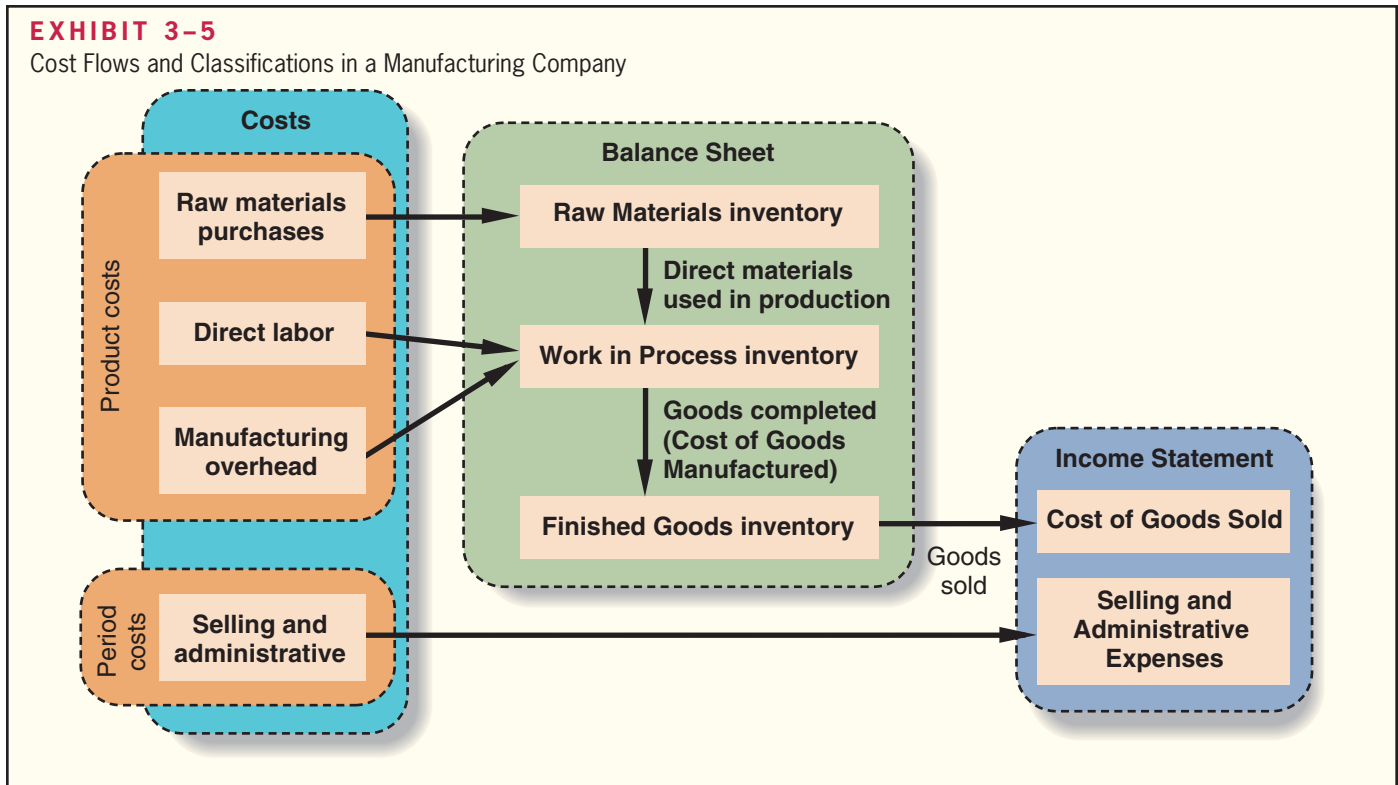 EXHIBIT 3–5
Cost Flows and Classifications in a Manufacturing Company
Costs
Product costs
Raw materials
purchases
Direct labor
Manufacturing
overhead
Period
costs
Selling and
administrative
Balance Sheet
Raw Materials inventory
Direct materials
used in production
Work in Process inventory
Goods completed
(Cost of Goods
Manufactured)
Finished Goods inventory
Goods
sold
Income Statement
Cost of Goods Sold
Selling and
Administrative
Expenses